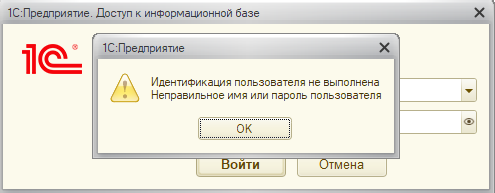 1С:Предприятие. Доступ к информационной базе
1С:Предприятие
1С®
Идентификация пользователя не выполнена
Неправильное имя или пароль пользователя
OK
Войти
Отмена